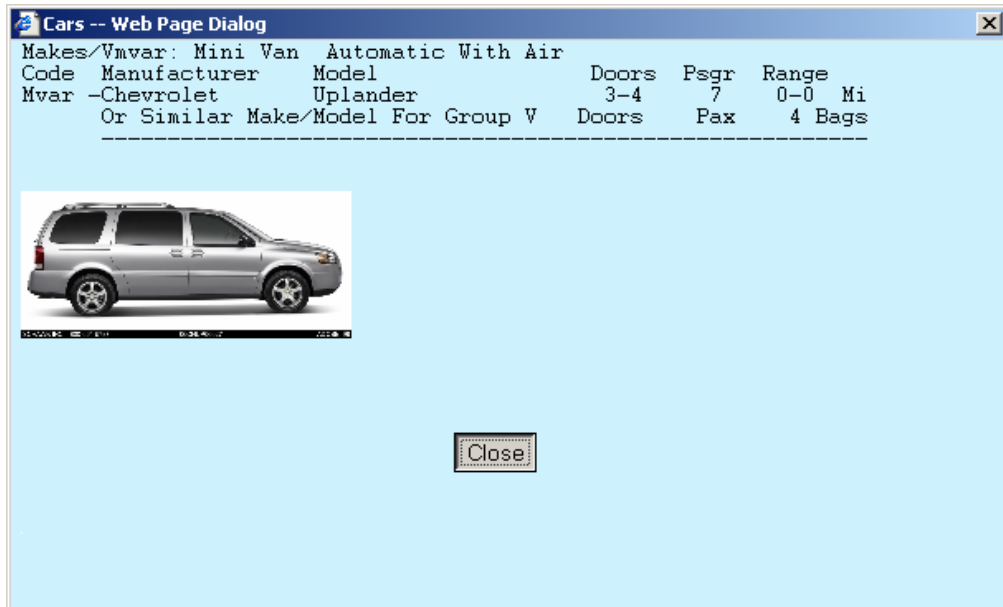 Cars -- Web Page Dialog
Makes/Vmvar: Mini Van Automatic With Air
Code Manufacturer Model Doors Psgr Range
Mvar -Chevrolet Uplander 3-4 7 0-0 Mi
Or Similar Make/Model For Group V Doors Pax 4 Bags
--------------------------------------------------------
Close